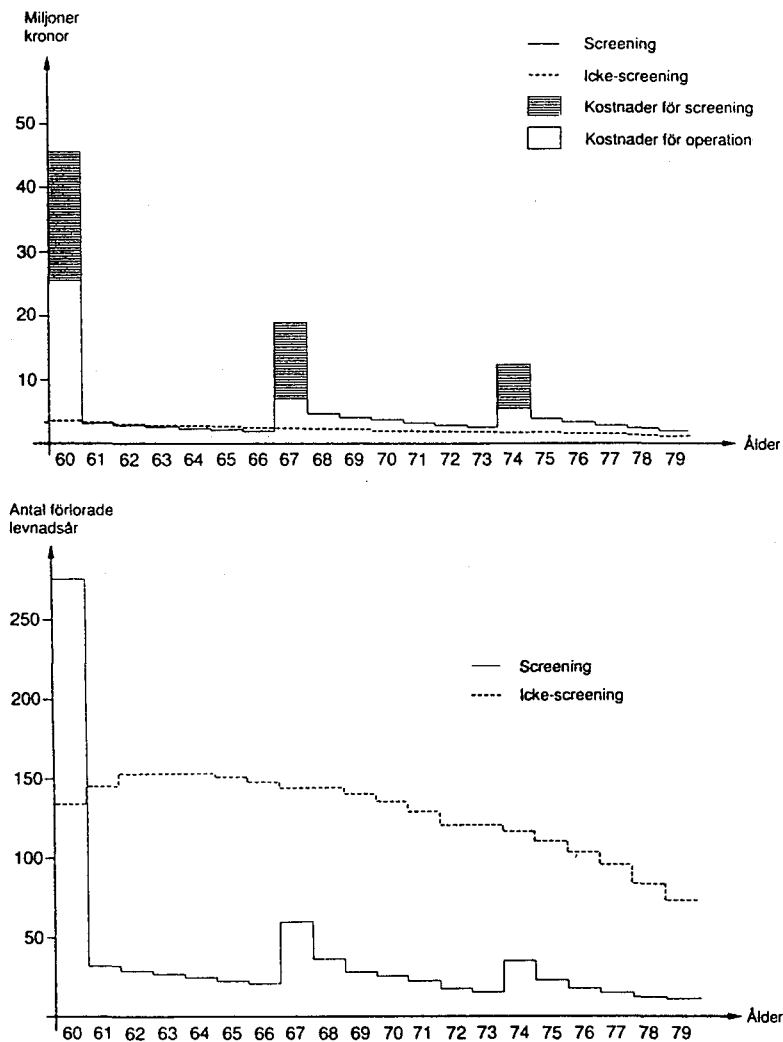 Miljoner
kronor
Screening
Icke-screening
Kostnader för screening
Kostnader för operation
50
40
30
20
10
Ålder
60 61 62 63 64 65 66 67 68 69 70 71 72 73 74 75 76 77 78 79
Antal förlorade
levnadsår
250
Screening
Icke-screening
200
150
100
50
Ålder
60 61 62 63 64 65 66 67 68 69 70 71 72 73 74 75 76 77 78 79